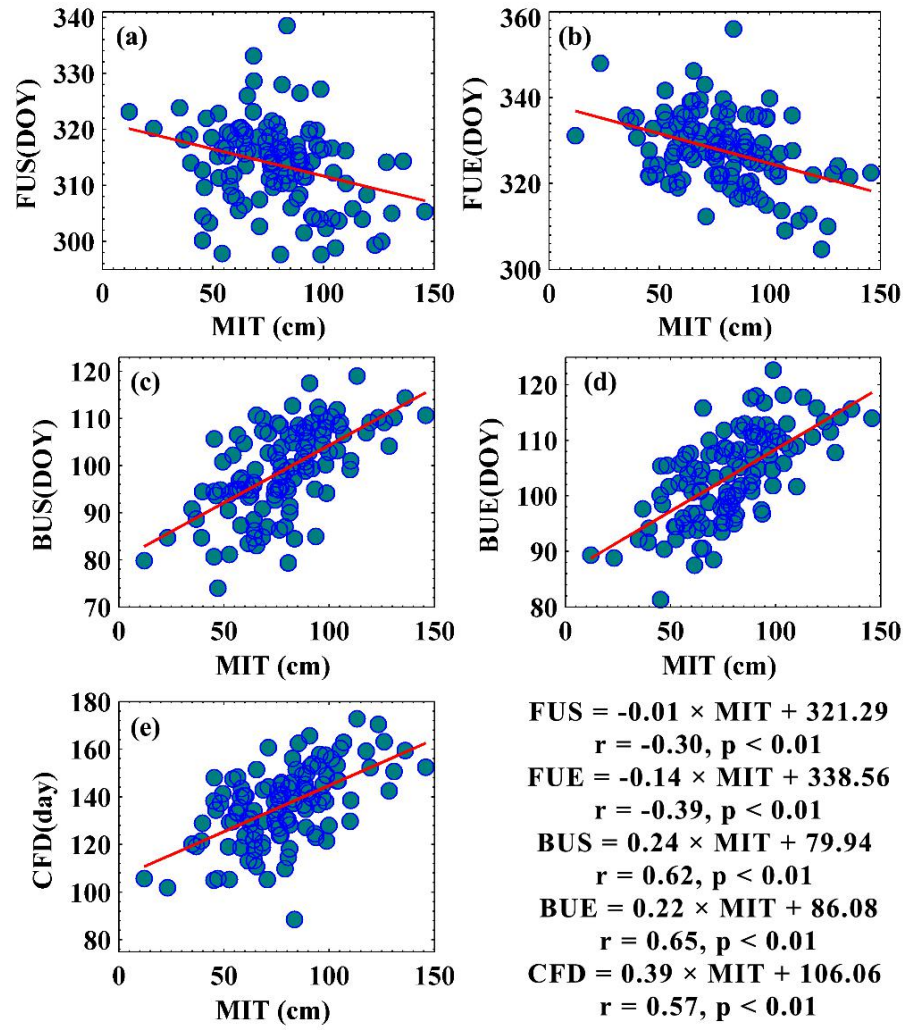 (a)
FUS(DOY)
340
330
320
310
300
0 50 100 150
MIT (cm)
(b)
FUE(DOY)
360
340
320
300
0 50 100 150
MIT (cm)
(c)
BUS(DOY)
120
110
100
90
80
70
0 50 100 150
MIT (cm)
(d)
BUE(DOY)
120
110
100
90
80
0 50 100 150
MIT (cm)
(e)
CFD(day)
180
160
140
120
100
80
0 50 100 150
MIT (cm)
FUS = -0.01 × MIT + 321.29
r = -0.30, p < 0.01
FUE = -0.14 × MIT + 338.56
r = -0.39, p < 0.01
BUS = 0.24 × MIT + 79.94
r = 0.62, p < 0.01
BUE = 0.22 × MIT + 86.08
r = 0.65, p < 0.01
CFD = 0.39 × MIT + 106.06
r = 0.57, p < 0.01